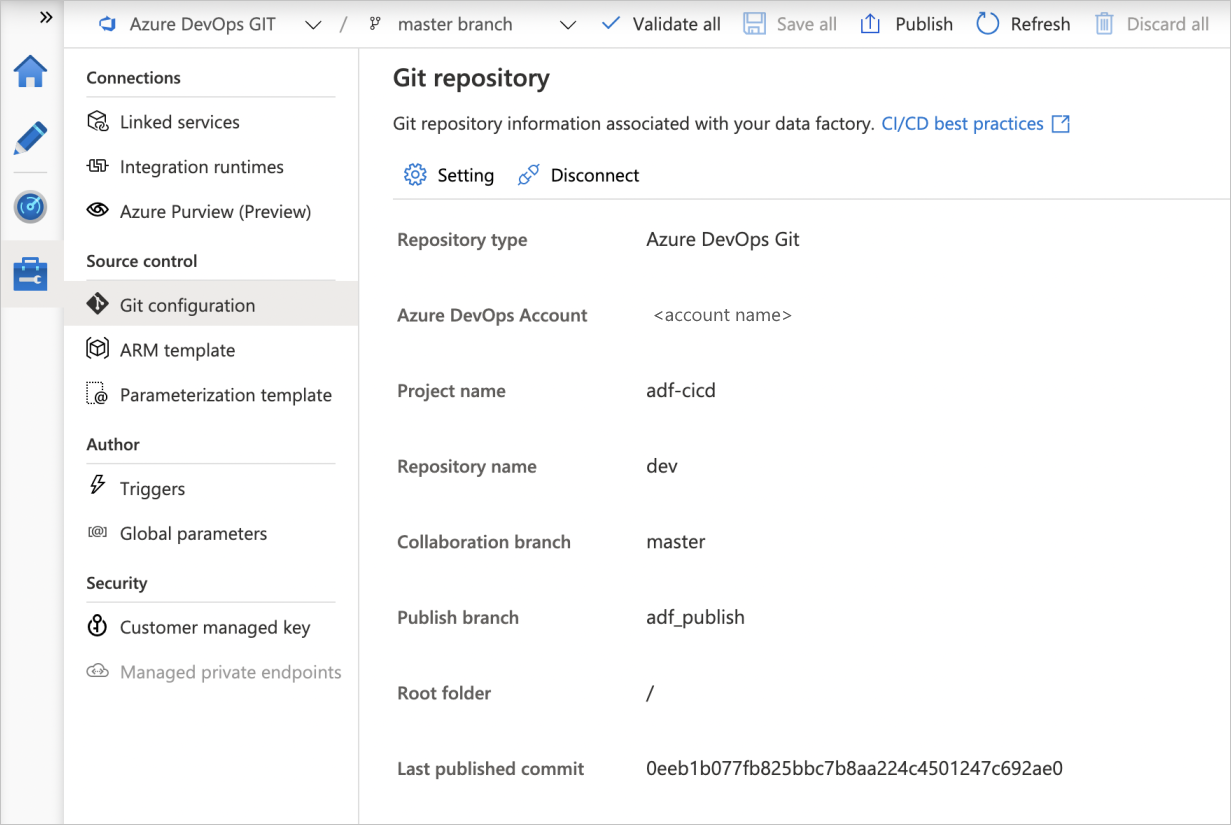 Azure DevOps GIT / master branch Validate all Save all Publish Refresh Discard all
Connections
Linked services
Integration runtimes
Azure Purview (Preview)
Source control
Git configuration
ARM template
Parameterization template
Author
Triggers
Global parameters
Security
Customer managed key
Managed private endpoints
Git repository
Git repository information associated with your data factory. CI/CD best practices
Setting Disconnect
Repository type Azure DevOps Git
Azure DevOps Account <account name>
Project name adf-cicd
Repository name dev
Collaboration branch master
Publish branch adf_publish
Root folder /
Last published commit 0eeb1b077fb825bbc7b8aa224c4501247c692ae0